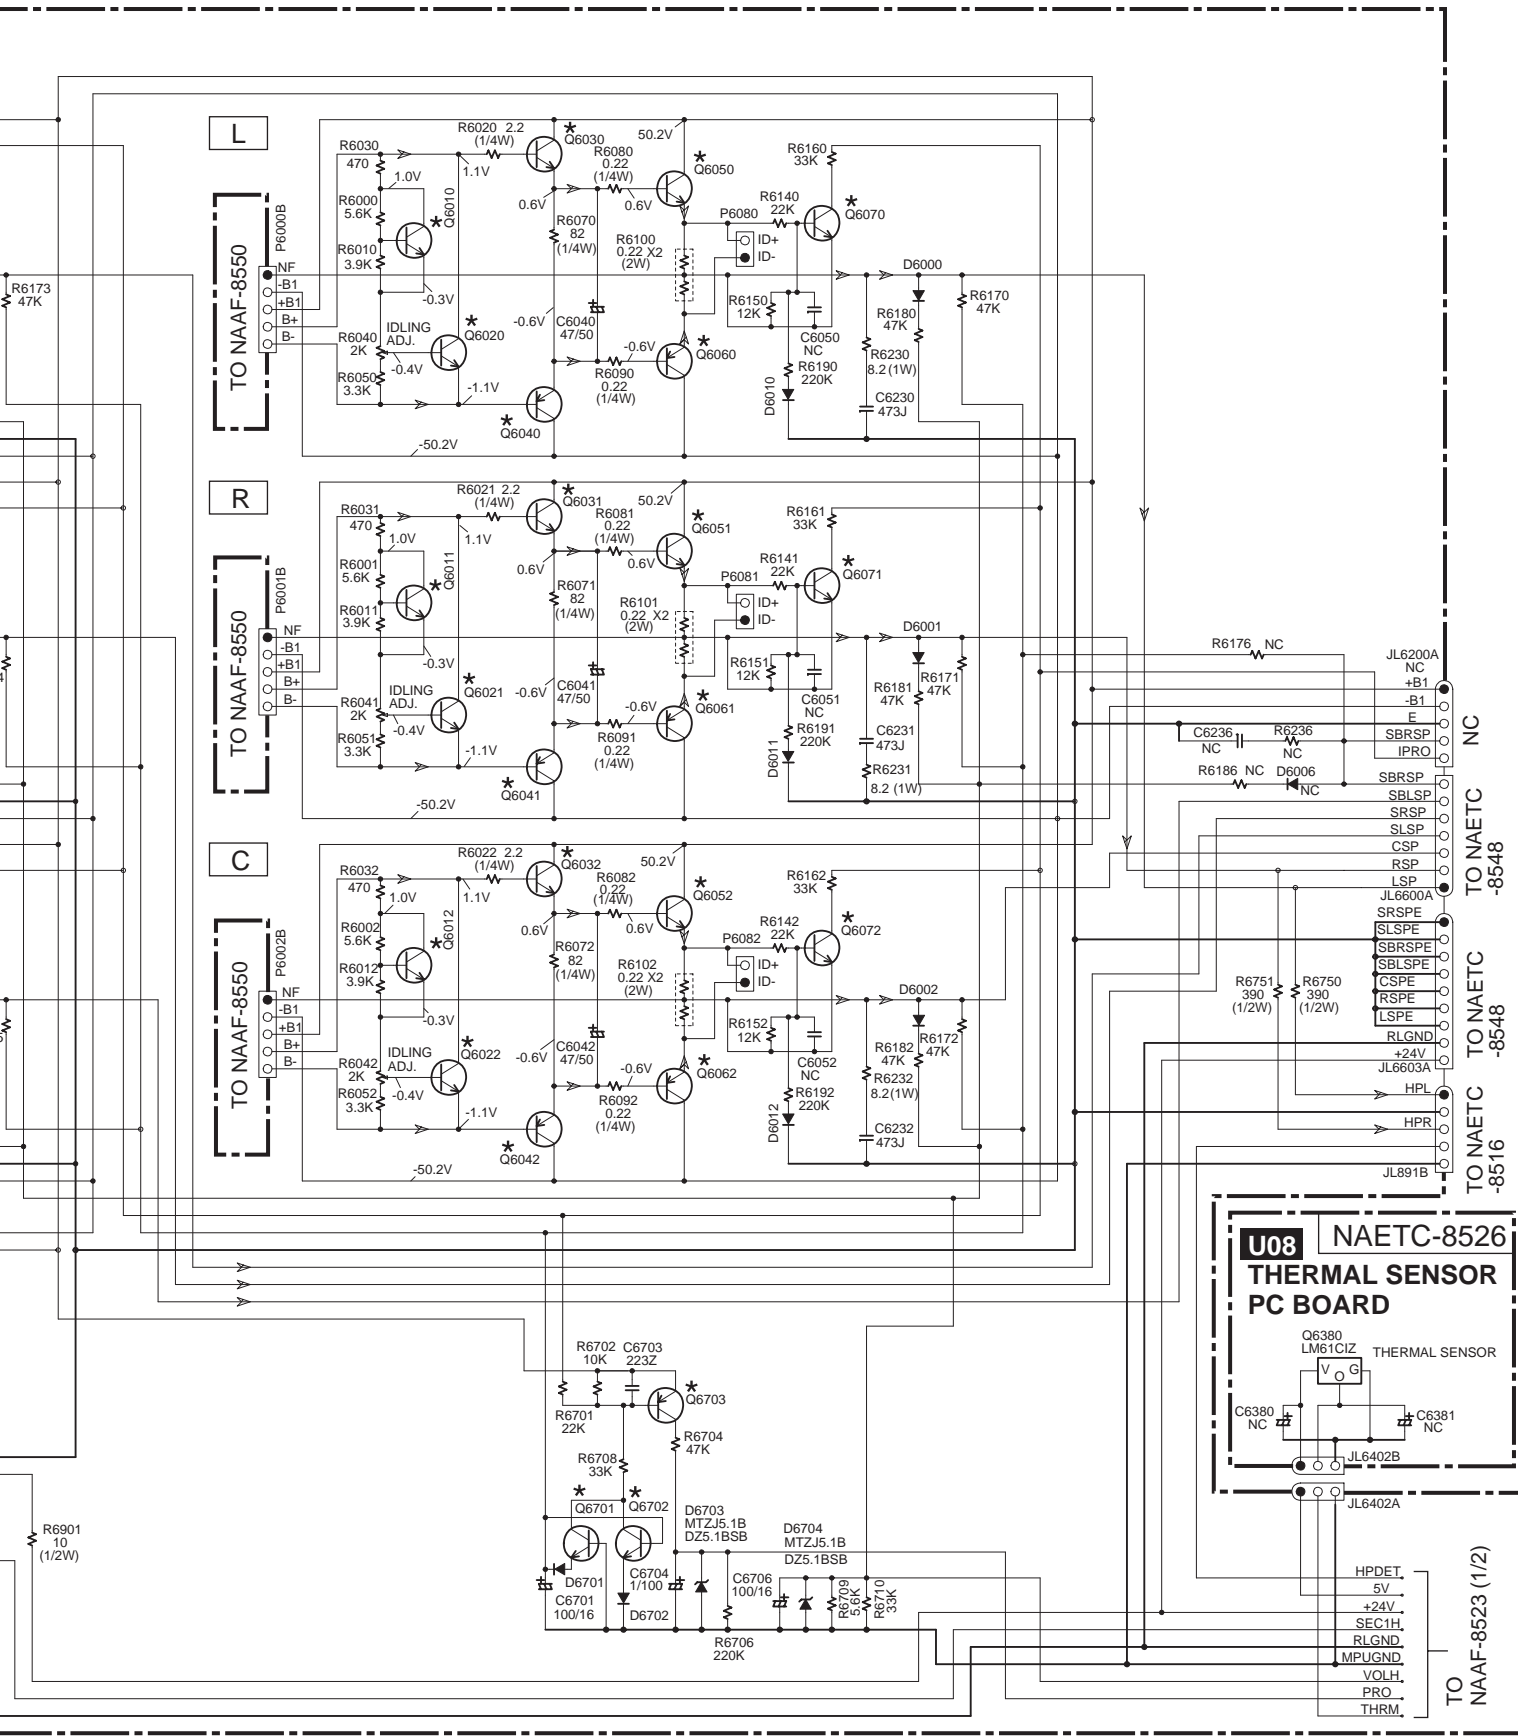 L
TO NAAF-8550
P6000B
NF
-B1
+B1
B+
B-
R6030
470
1.0V
R6000
5.6K
R6010
3.9K
R6040
2K
R6050
3.3K
IDLING
ADJ.
-0.4V
-0.3V
★
Q6010
★
Q6020
1.1V
-1.1V
R6020 2.2
(1/4W)
★
Q6030
0.6V
R6070
82
(1/4W)
-0.6V
★
Q6040
-50.2V
R6080
0.22
(1/4W)
0.6V
C6040
47/50
-0.6V
R6090
0.22
(1/4W)
50.2V
★
Q6050
R6100
0.22 X2
(2W)
★
Q6060
P6080
ID+
ID-
R6140
22K
R6160
33K
★
Q6070
R6150
12K
C6050
NC
R6190
220K
D6010
D6000
R6180
47K
R6230
8.2 (1W)
C6230
473J
R6170
47K
R6173
47K
R
TO NAAF-8550
P6001B
NF
-B1
+B1
B+
B-
R6031
470
1.0V
R6001
5.6K
R6011
3.9K
R6041
2K
R6051
3.3K
IDLING
ADJ.
-0.4V
-0.3V
★
Q6011
★
Q6021
1.1V
-1.1V
R6021 2.2
(1/4W)
★
Q6031
0.6V
R6071
82
(1/4W)
-0.6V
★
Q6041
-50.2V
R6081
0.22
(1/4W)
0.6V
C6041
47/50
-0.6V
R6091
0.22
(1/4W)
50.2V
★
Q6051
R6101
0.22 X2
(2W)
★
Q6061
P6081
ID+
ID-
R6141
22K
R6161
33K
★
Q6071
R6151
12K
C6051
NC
R6191
220K
D6011
D6001
R6181
47K
R6171
47K
C6231
473J
R6231
8.2 (1W)
C
TO NAAF-8550
P6002B
NF
-B1
+B1
B+
B-
R6032
470
1.0V
R6002
5.6K
R6012
3.9K
R6042
2K
R6052
3.3K
IDLING
ADJ.
-0.4V
-0.3V
★
Q6012
★
Q6022
1.1V
-1.1V
R6022 2.2
(1/4W)
★
Q6032
0.6V
R6072
82
(1/4W)
-0.6V
★
Q6042
-50.2V
R6082
0.22
(1/4W)
0.6V
C6042
47/50
-0.6V
R6092
0.22
(1/4W)
50.2V
★
Q6052
R6102
0.22 X2
(2W)
★
Q6062
P6082
ID+
ID-
R6142
22K
R6162
33K
★
Q6072
R6152
12K
C6052
NC
R6192
220K
D6012
D6002
R6182
47K
R6172
47K
R6232
8.2 (1W)
C6232
473J
R6176 NC
JL6200A
NC
+B1
-B1
E
SBRSP
IPRO
NC
C6236
NC
R6236
NC
R6186 NC
D6006
NC
SBRSP
SBLSP
SRSP
SLSP
CSP
RSP
LSP
JL6600A
TO NAETC
-8548
SRSPE
SLSPE
SBRSPE
SBLSPE
CSPE
RSPE
LSPE
RLGND
+24V
JL6603A
TO NAETC
-8548
R6751
390
(1/2W)
R6750
390
(1/2W)
HPL
HPR
JL891B
TO NAETC
-8516
U08
NAETC-8526
THERMAL SENSOR
PC BOARD
Q6380
LM61CIZ
THERMAL SENSOR
V O G
C6380
NC
C6381
NC
JL6402B
JL6402A
R6702
10K
C6703
223Z
★
Q6703
R6701
22K
R6704
47K
R6708
33K
★
Q6701
★
Q6702
D6703
MTZJ5.1B
DZ5.1BSB
D6704
MTZJ5.1B
DZ5.1BSB
D6701
C6701
100/16
C6704
1/100
D6702
C6706
100/16
R6709
5.6K
R6710
33K
R6706
220K
R6901
10
(1/2W)
HPDET
5V
+24V
SEC1H
RLGND
MPUGND
VOLH
PRO
THRM
TO
NAAF-8523 (1/2)